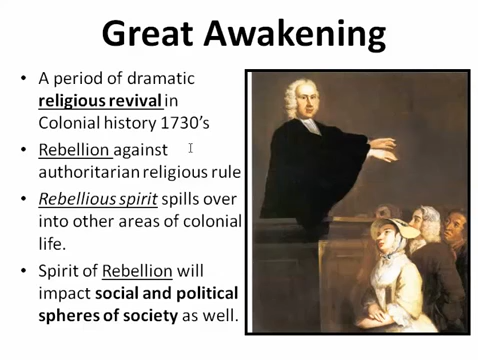 Great Awakening
• A period of dramatic
religious revival in
Colonial history 1730's
• Rebellion against
authoritarian religious rule
• Rebellious spirit spills over
into other areas of colonial
life.
• Spirit of Rebellion will
impact social and political
spheres of society as well.